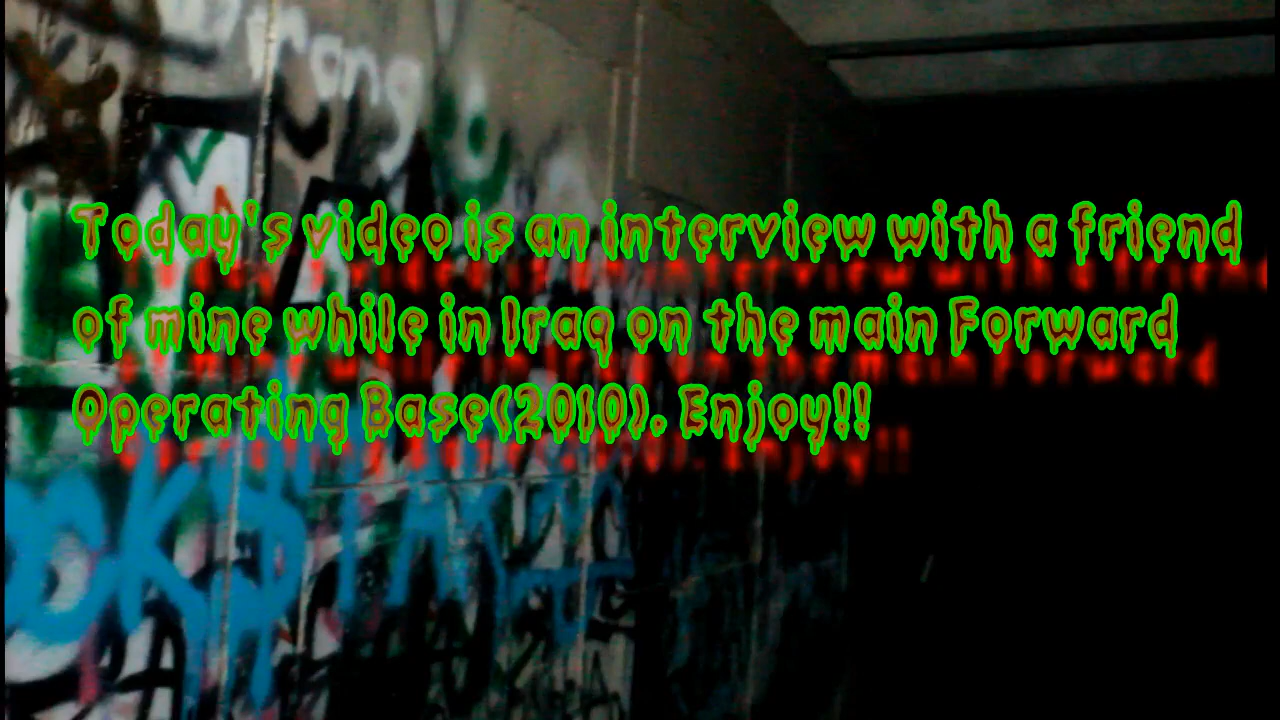 wrong
Today's video is an interview with a friend
of mine while in Iraq on the main Forward
Operating Base(2010). Enjoy!!